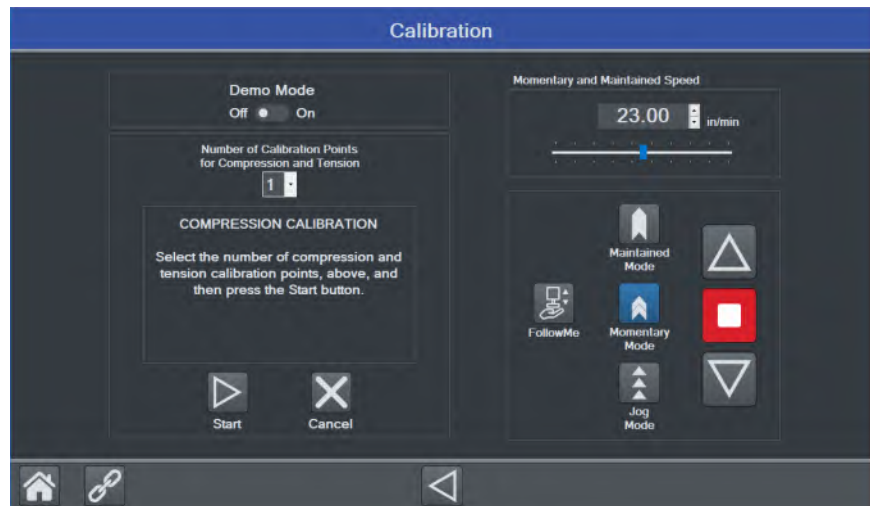 Calibration
Demo Mode
Off On
Number of Calibration Points
for Compression and Tension
1
COMPRESSION CALIBRATION
Select the number of compression and
tension calibration points, above, and
then press the Start button.
Start
Cancel
Momentary and Maintained Speed
23.00 in/min
Maintained
Mode
FollowMe
Momentary
Mode
Jog
Mode